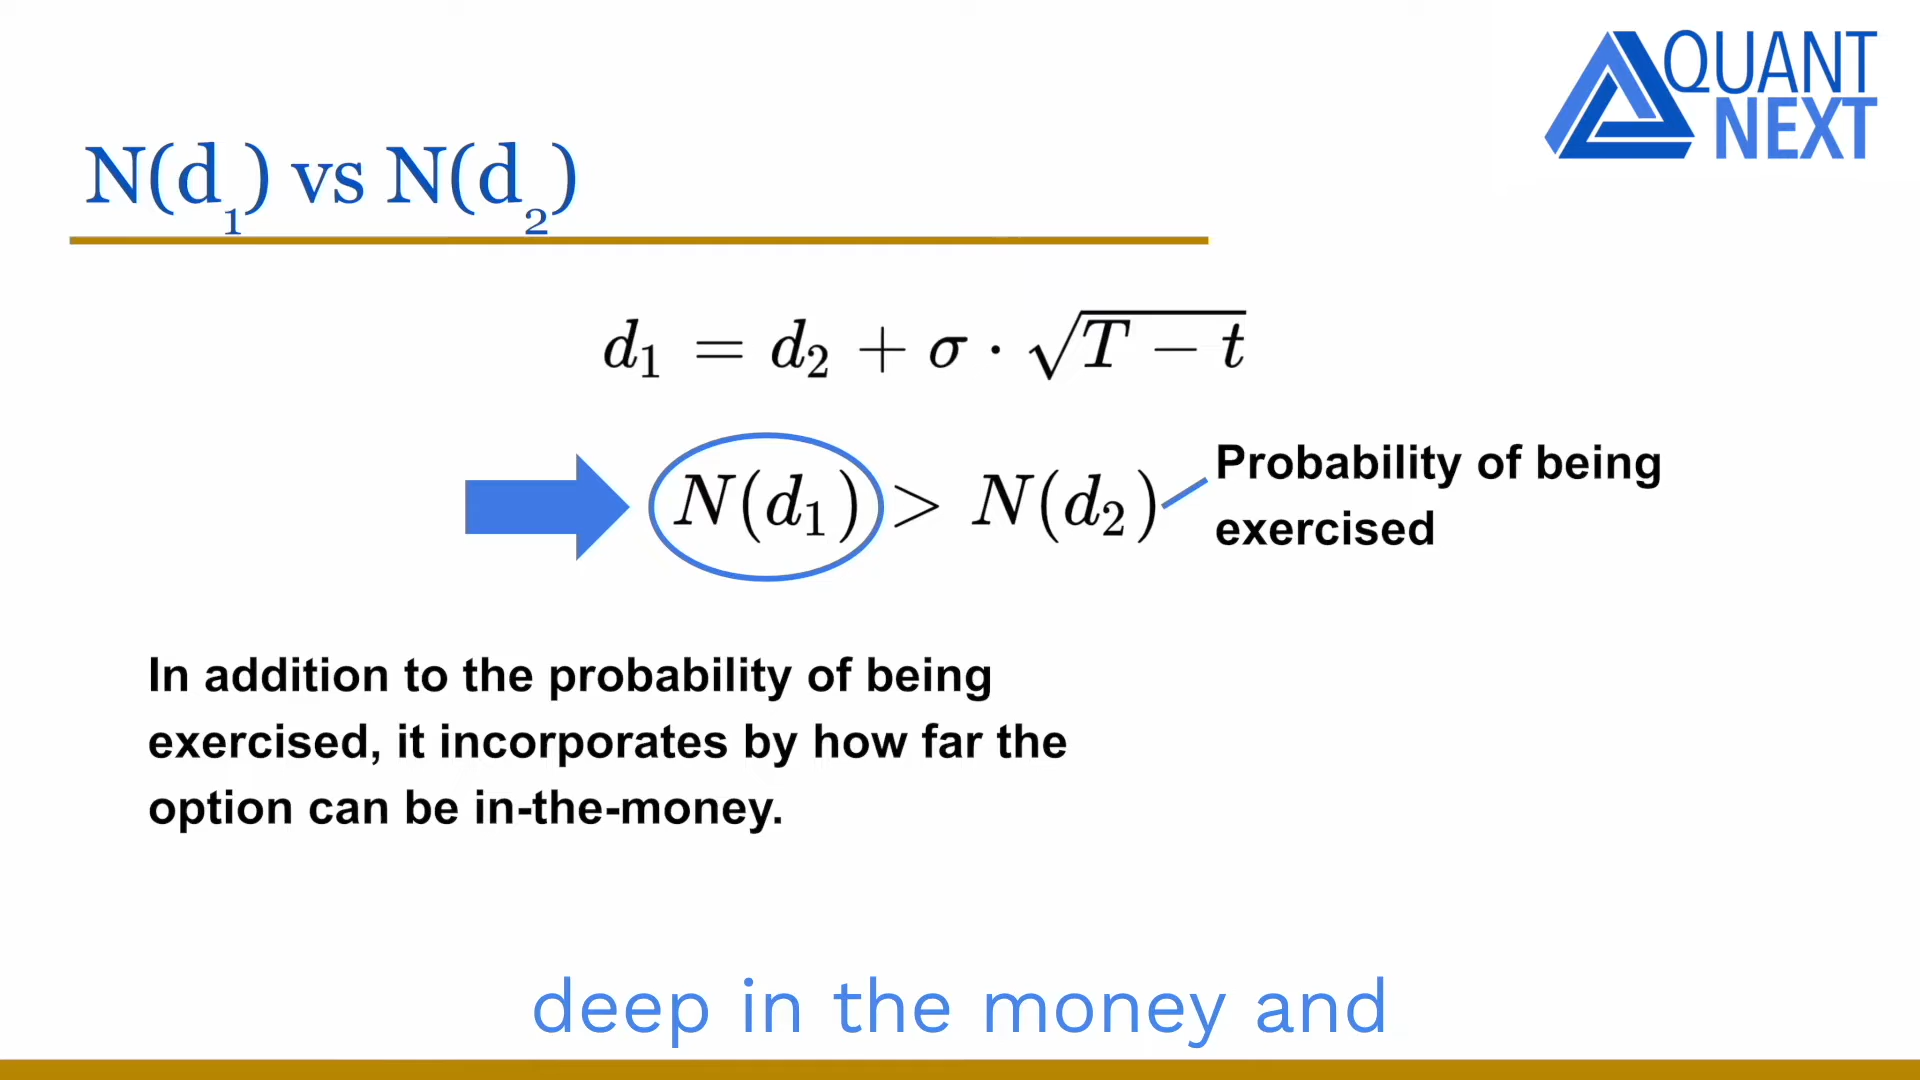 QUANT
NEXT
N(d₁) vs N(d₂)
d₁ = d₂ + σ · √(T − t)
N(d₁) > N(d₂)
Probability of being
exercised
In addition to the probability of being
exercised, it incorporates by how far the
option can be in-the-money.
deep in the money and